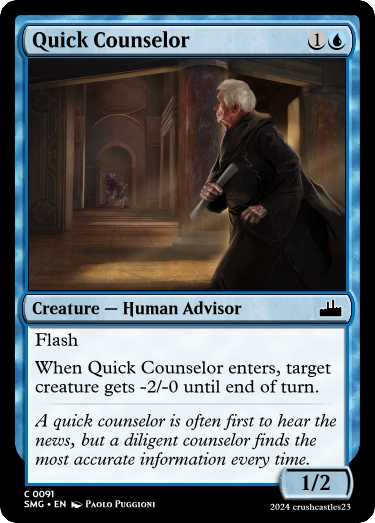 Quick Counselor 1
Creature — Human Advisor
Flash
When Quick Counselor enters, target
creature gets -2/-0 until end of turn.
A quick counselor is often first to hear the
news, but a diligent counselor finds the
most accurate information every time.
1/2
C 0091
SMG • EN Paolo Puggioni
2024 crushcastles23